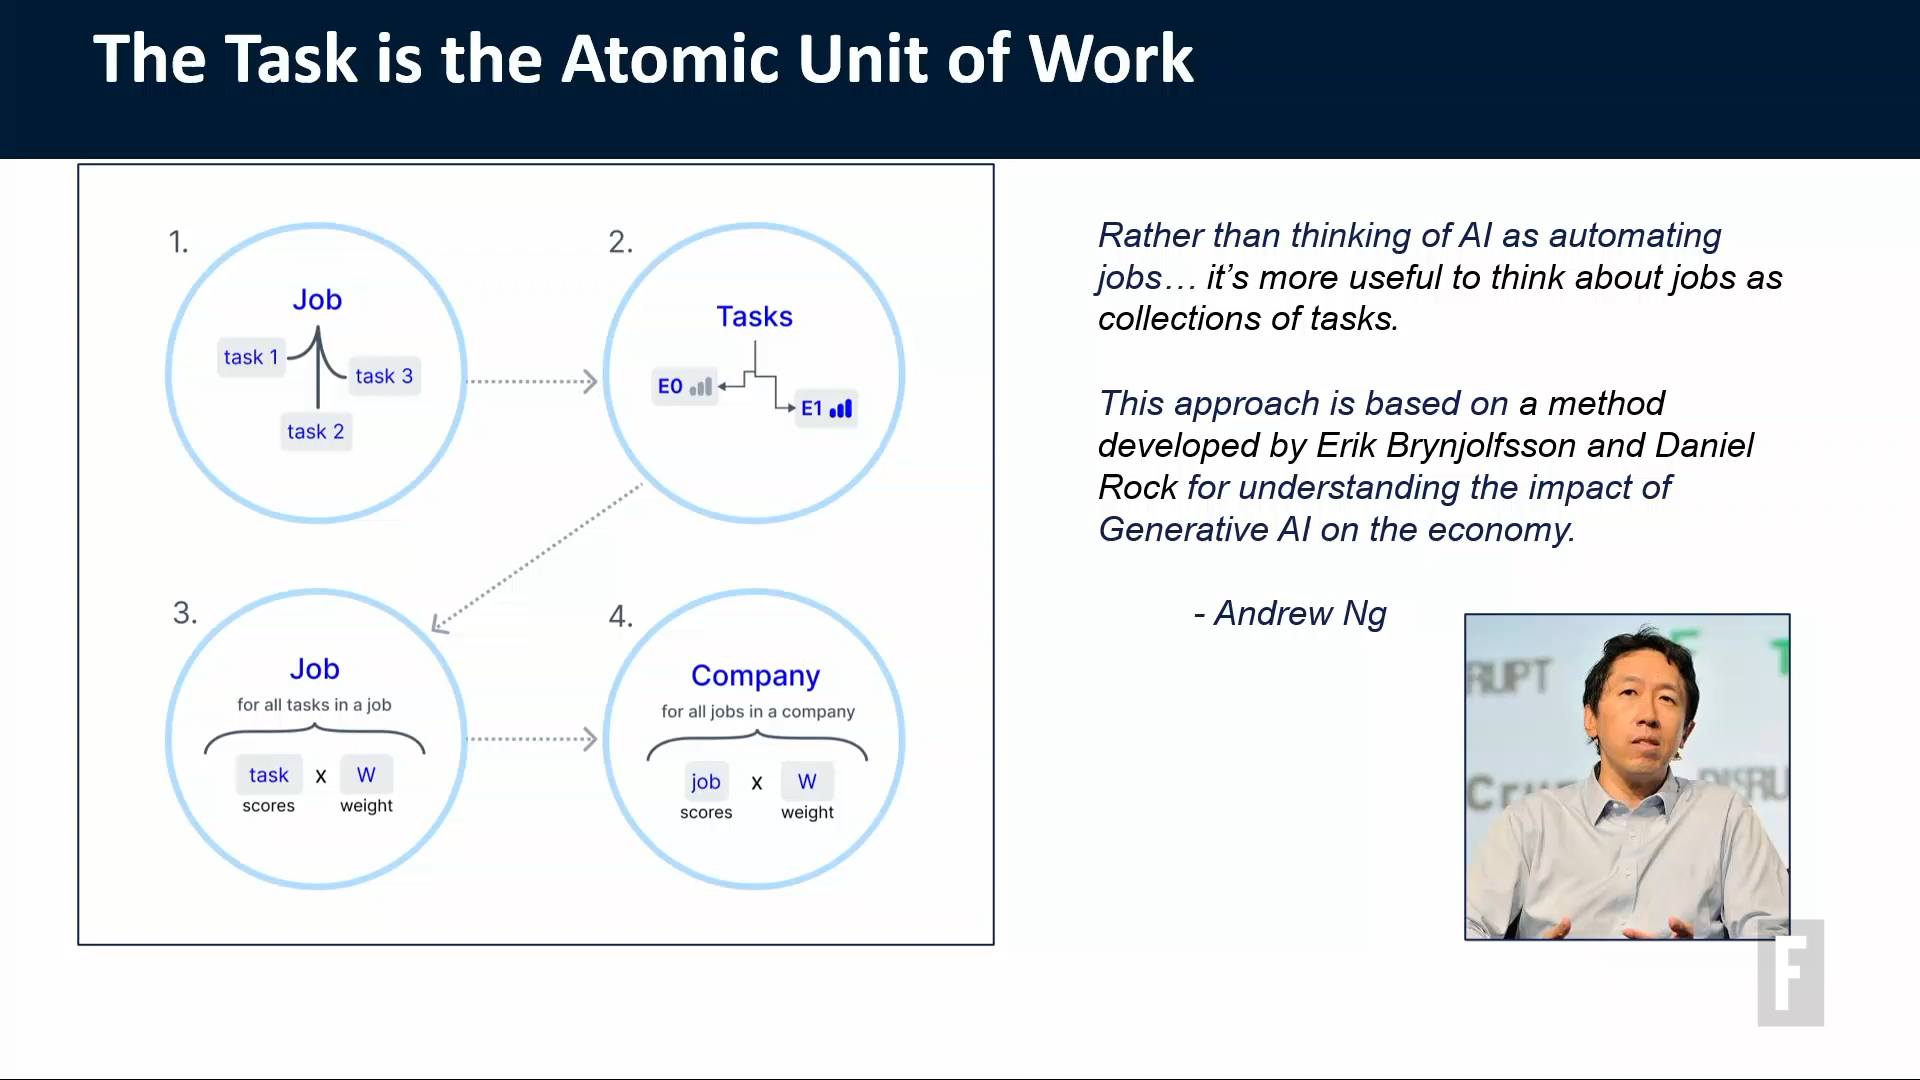 The Task is the Atomic Unit of Work
1.
Job
task 1
task 3
task 2
2.
Tasks
E0
E1
3.
Job
for all tasks in a job
task x W
scores weight
4.
Company
for all jobs in a company
job x W
scores weight
Rather than thinking of AI as automating
jobs… it’s more useful to think about jobs as
collections of tasks.
This approach is based on a method
developed by Erik Brynjolfsson and Daniel
Rock for understanding the impact of
Generative AI on the economy.
- Andrew Ng
RUPT
F